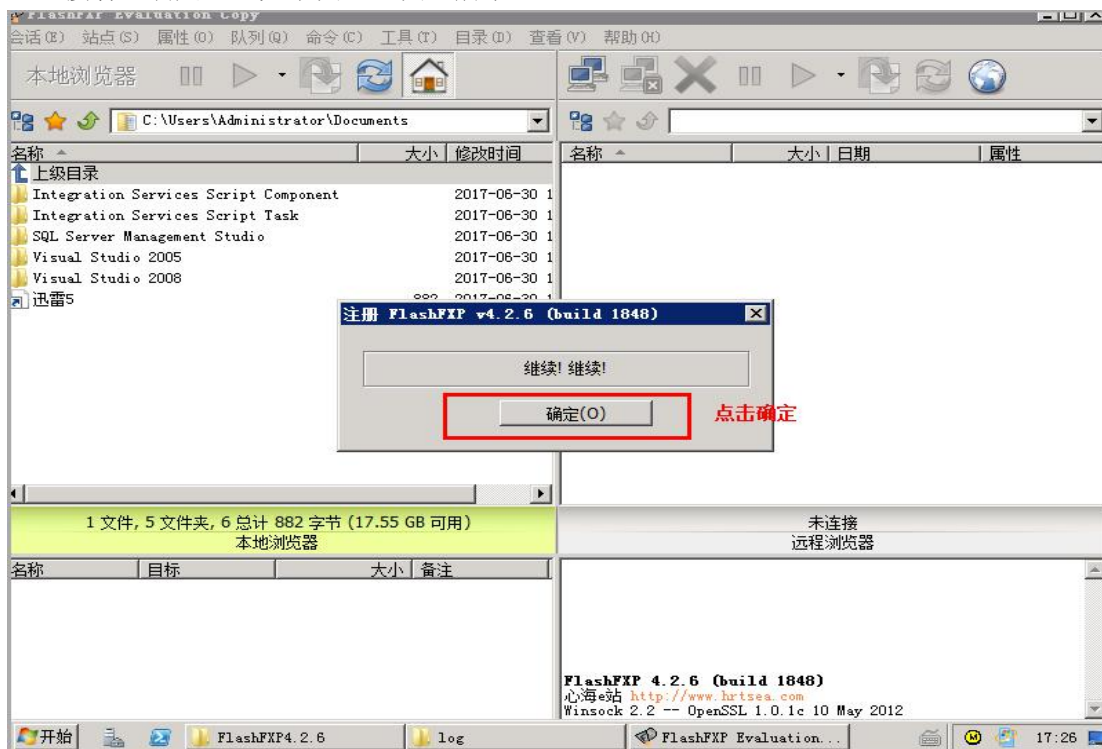 FlashFXP Evaluation Copy
会话(E) 站点(S) 属性(O) 队列(Q) 命令(C) 工具(T) 目录(D) 查看(V) 帮助(H)
本地浏览器
C:\Users\Administrator\Documents
名称 大小 修改时间 名称 大小 日期 属性
上级目录
Integration Services Script Component 2017-06-30 1
Integration Services Script Task 2017-06-30 1
SQL Server Management Studio 2017-06-30 1
Visual Studio 2005 2017-06-30 1
Visual Studio 2008 2017-06-30 1
迅雷5 882 2017-06-30 1
注册 FlashFXP v4.2.6 (build 1848)
继续! 继续!
确定(O)
点击确定
1 文件, 5 文件夹, 6 总计 882 字节 (17.55 GB 可用)
本地浏览器
未连接
远程浏览器
名称 目标 大小 备注
FlashFXP 4.2.6 (build 1848)
心海e站 http://www.hrtsea.com
Winsock 2.2 -- OpenSSL 1.0.1c 10 May 2012
开始 FlashFXP4.2.6 log FlashFXP Evaluation... 17:26